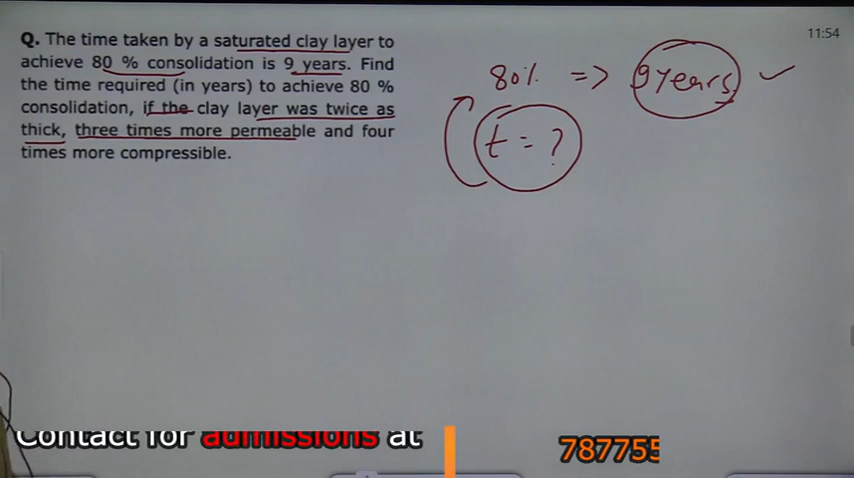 11:54
Q. The time taken by a saturated clay layer to
achieve 80 % consolidation is 9 years. Find
the time required (in years) to achieve 80 %
consolidation, if the clay layer was twice as
thick, three times more permeable and four
times more compressible.
80% => 9 years ✓
t = ?
Contact for admissions at
787755